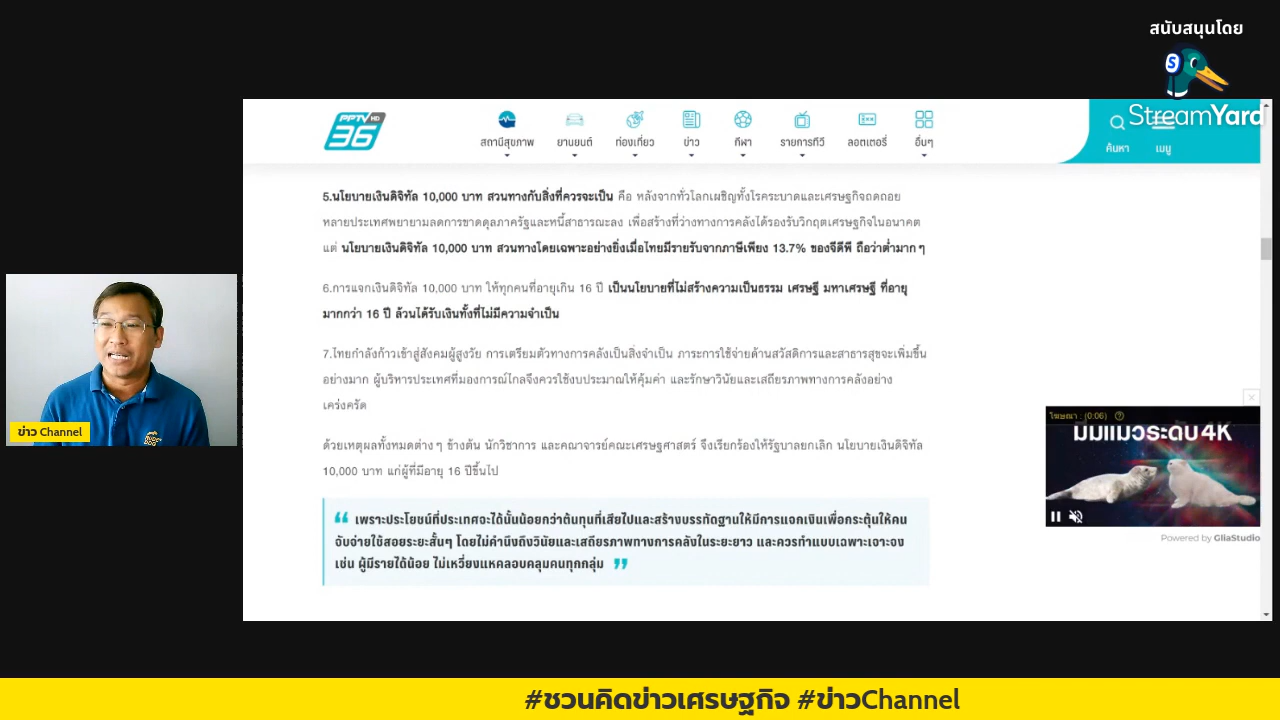 สนับสนุนโดย
StreamYard
PPTV HD
36
สถานีสุขภาพ ยานยนต์ ท่องเที่ยว ข่าว กีฬา รายการทีวี ลอตเตอรี่ อื่นๆ
ค้นหา เมนู
5.นโยบายเงินดิจิทัล 10,000 บาท สวนทางกับสิ่งที่ควรจะเป็น คือ หลังจากทั่วโลกเผชิญทั้งโรคระบาดและเศรษฐกิจถดถอย
หลายประเทศพยายามลดการขาดดุลภาครัฐและหนี้สาธารณะลง เพื่อสร้างที่ว่างทางการคลังได้รองรับวิกฤตเศรษฐกิจในอนาคต
แต่ นโยบายเงินดิจิทัล 10,000 บาท สวนทางโดยเฉพาะอย่างยิ่งเมื่อไทยมีรายรับจากภาษีเพียง 13.7% ของจีดีพี ถือว่าต่ำมาก ๆ
6.การแจกเงินดิจิทัล 10,000 บาท ให้ทุกคนที่อายุเกิน 16 ปี เป็นนโยบายที่ไม่สร้างความเป็นธรรม เศรษฐี มหาเศรษฐี ที่อายุ
มากกว่า 16 ปี ล้วนได้รับเงินทั้งที่ไม่มีความจำเป็น
7.ไทยกำลังก้าวเข้าสู่สังคมผู้สูงวัย การเตรียมตัวทางการคลังเป็นสิ่งจำเป็น ภาระการใช้จ่ายด้านสวัสดิการและสาธารสุขจะเพิ่มขึ้น
อย่างมาก ผู้บริหารประเทศที่มองการณ์ไกลจึงควรใช้งบประมาณให้คุ้มค่า และรักษาวินัยและเสถียรภาพทางการคลังอย่าง
เคร่งครัด
ด้วยเหตุผลทั้งหมดต่าง ๆ ข้างต้น นักวิชาการ และคณาจารย์คณะเศรษฐศาสตร์ จึงเรียกร้องให้รัฐบาลยกเลิก นโยบายเงินดิจิทัล
10,000 บาท แก่ผู้ที่มีอายุ 16 ปีขึ้นไป
“ เพราะประโยชน์ที่ประเทศจะได้นั้นน้อยกว่าต้นทุนที่เสียไปและสร้างบรรทัดฐานให้มีการแจกเงินเพื่อกระตุ้นให้คน
จับจ่ายใช้สอยระยะสั้นๆ โดยไม่คำนึงถึงวินัยและเสถียรภาพทางการคลังในระยะยาว และควรทำแบบเฉพาะเจาะจง
เช่น ผู้มีรายได้น้อย ไม่เหวี่ยงแหคลอบคลุมคนทุกกลุ่ม ”
โฆษณา : (0:06)
มุมแมวระดับ4K
Powered by GliaStudio
ข่าว Channel
#ชวนคิดข่าวเศรษฐกิจ #ข่าวChannel